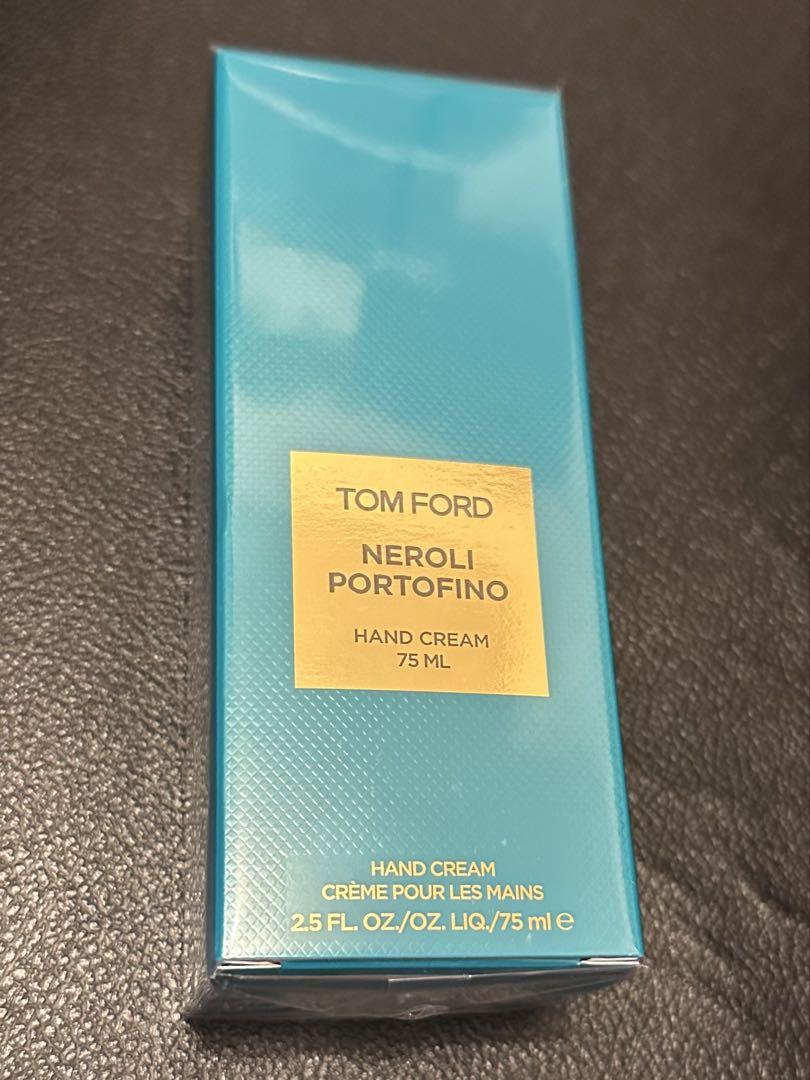 TOM FORD
NEROLI
PORTOFINO
HAND CREAM
75 ML
HAND CREAM
CRÈME POUR LES MAINS
2.5 FL. OZ./OZ. LIQ./75 ml ℮